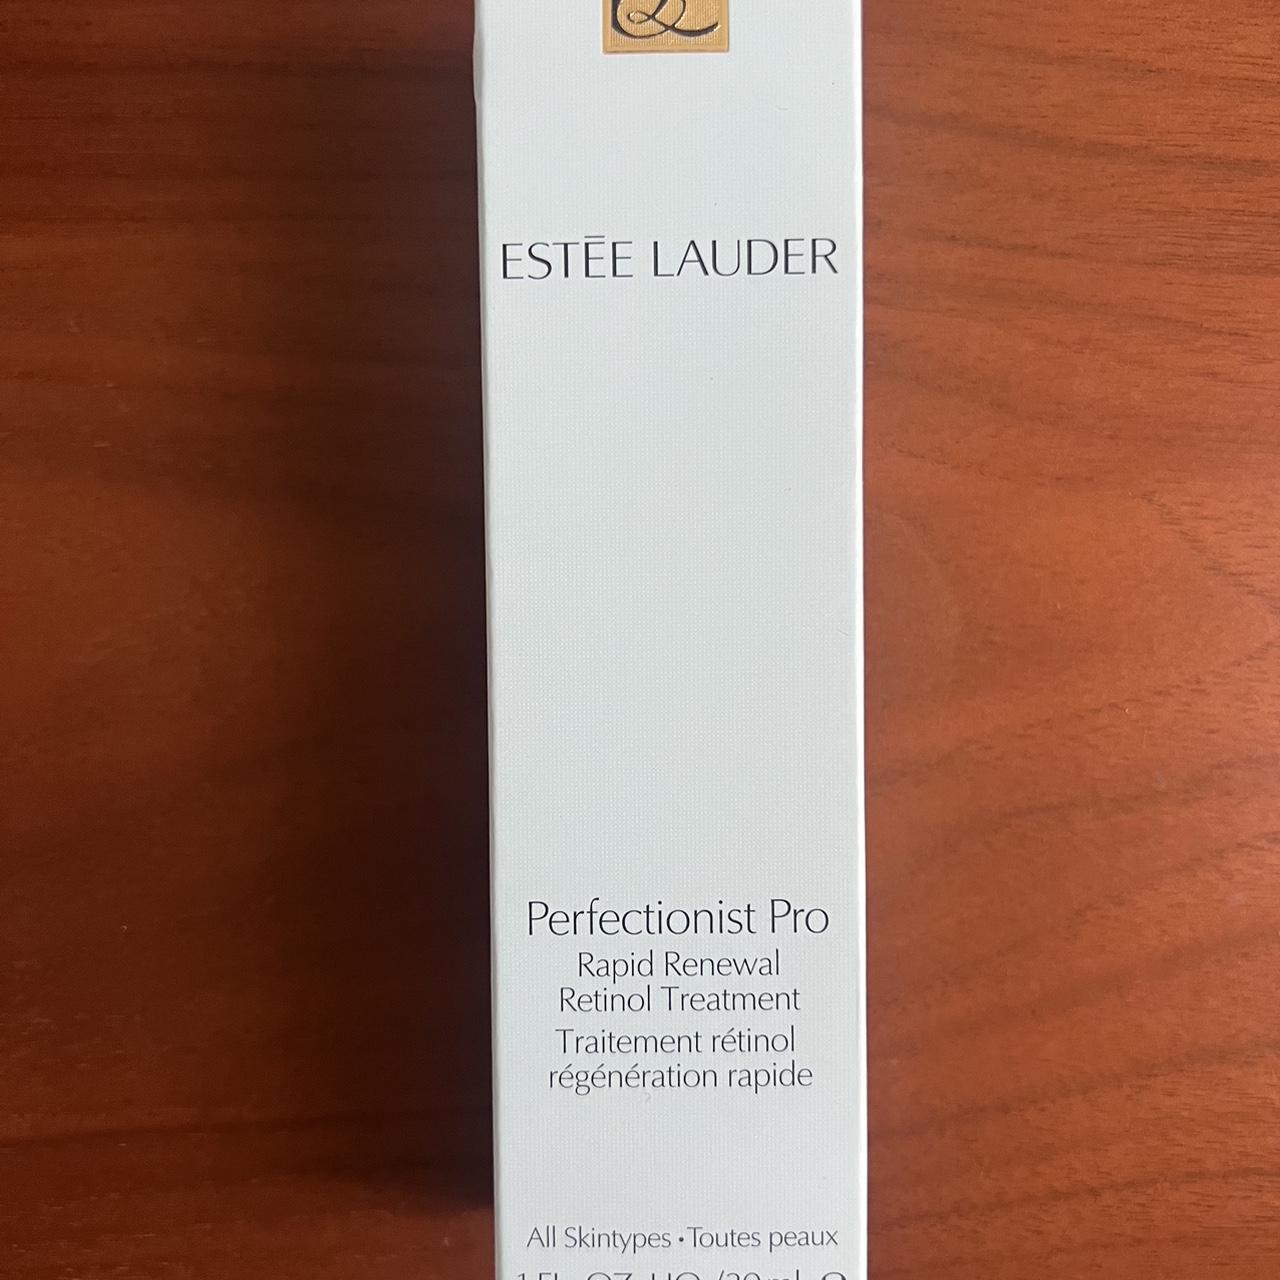 ESTĒE LAUDER
Perfectionist Pro
Rapid Renewal
Retinol Treatment
Traitement rétinol
régénération rapide
All Skintypes • Toutes peaux